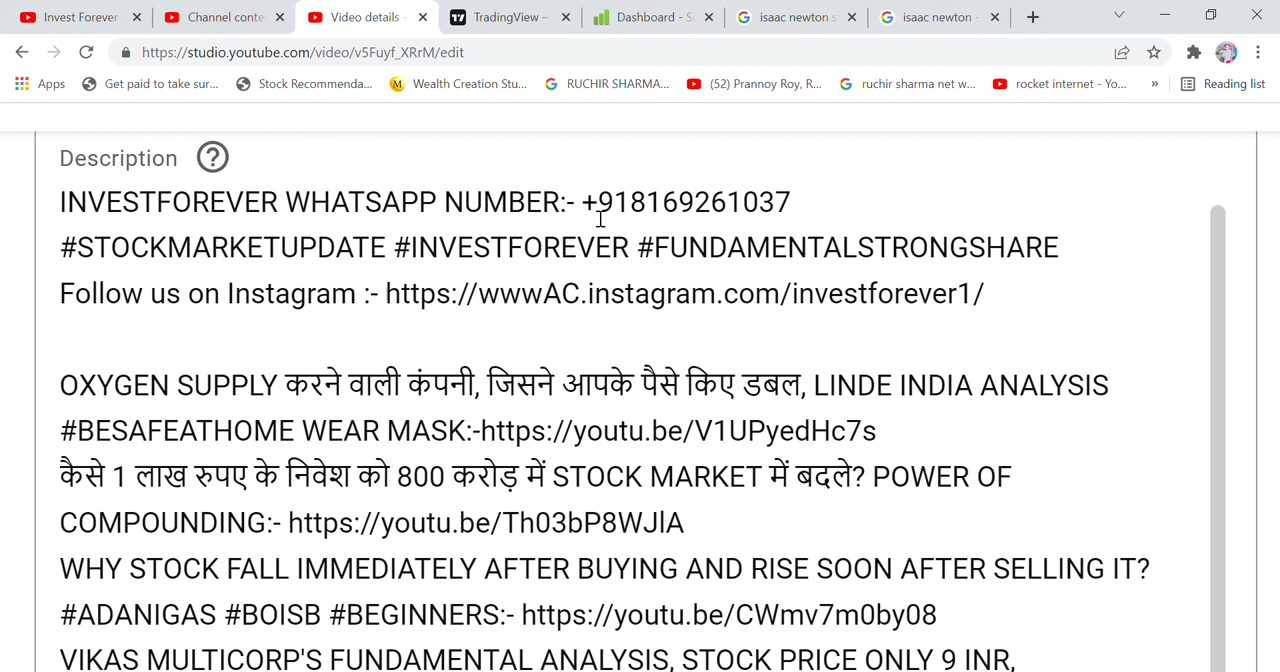 Invest Forever
Channel conte
Video details -
TradingView –
Dashboard - S
isaac newton s
isaac newton -
https://studio.youtube.com/video/v5Fuyf_XRrM/edit
Apps
Get paid to take sur...
Stock Recommenda...
Wealth Creation Stu...
RUCHIR SHARMA...
(52) Prannoy Roy, R...
ruchir sharma net w...
rocket internet - Yo...
»
Reading list
Description
INVESTFOREVER WHATSAPP NUMBER:- +918169261037
#STOCKMARKETUPDATE #INVESTFOREVER #FUNDAMENTALSTRONGSHARE
Follow us on Instagram :- https://wwwAC.instagram.com/investforever1/
OXYGEN SUPPLY करने वाली कंपनी, जिसने आपके पैसे किए डबल, LINDE INDIA ANALYSIS
#BESAFEATHOME WEAR MASK:-https://youtu.be/V1UPyedHc7s
कैसे 1 लाख रुपए के निवेश को 800 करोड़ में STOCK MARKET में बदले? POWER OF
COMPOUNDING:- https://youtu.be/Th03bP8WJlA
WHY STOCK FALL IMMEDIATELY AFTER BUYING AND RISE SOON AFTER SELLING IT?
#ADANIGAS #BOISB #BEGINNERS:- https://youtu.be/CWmv7m0by08
VIKAS MULTICORP'S FUNDAMENTAL ANALYSIS, STOCK PRICE ONLY 9 INR,